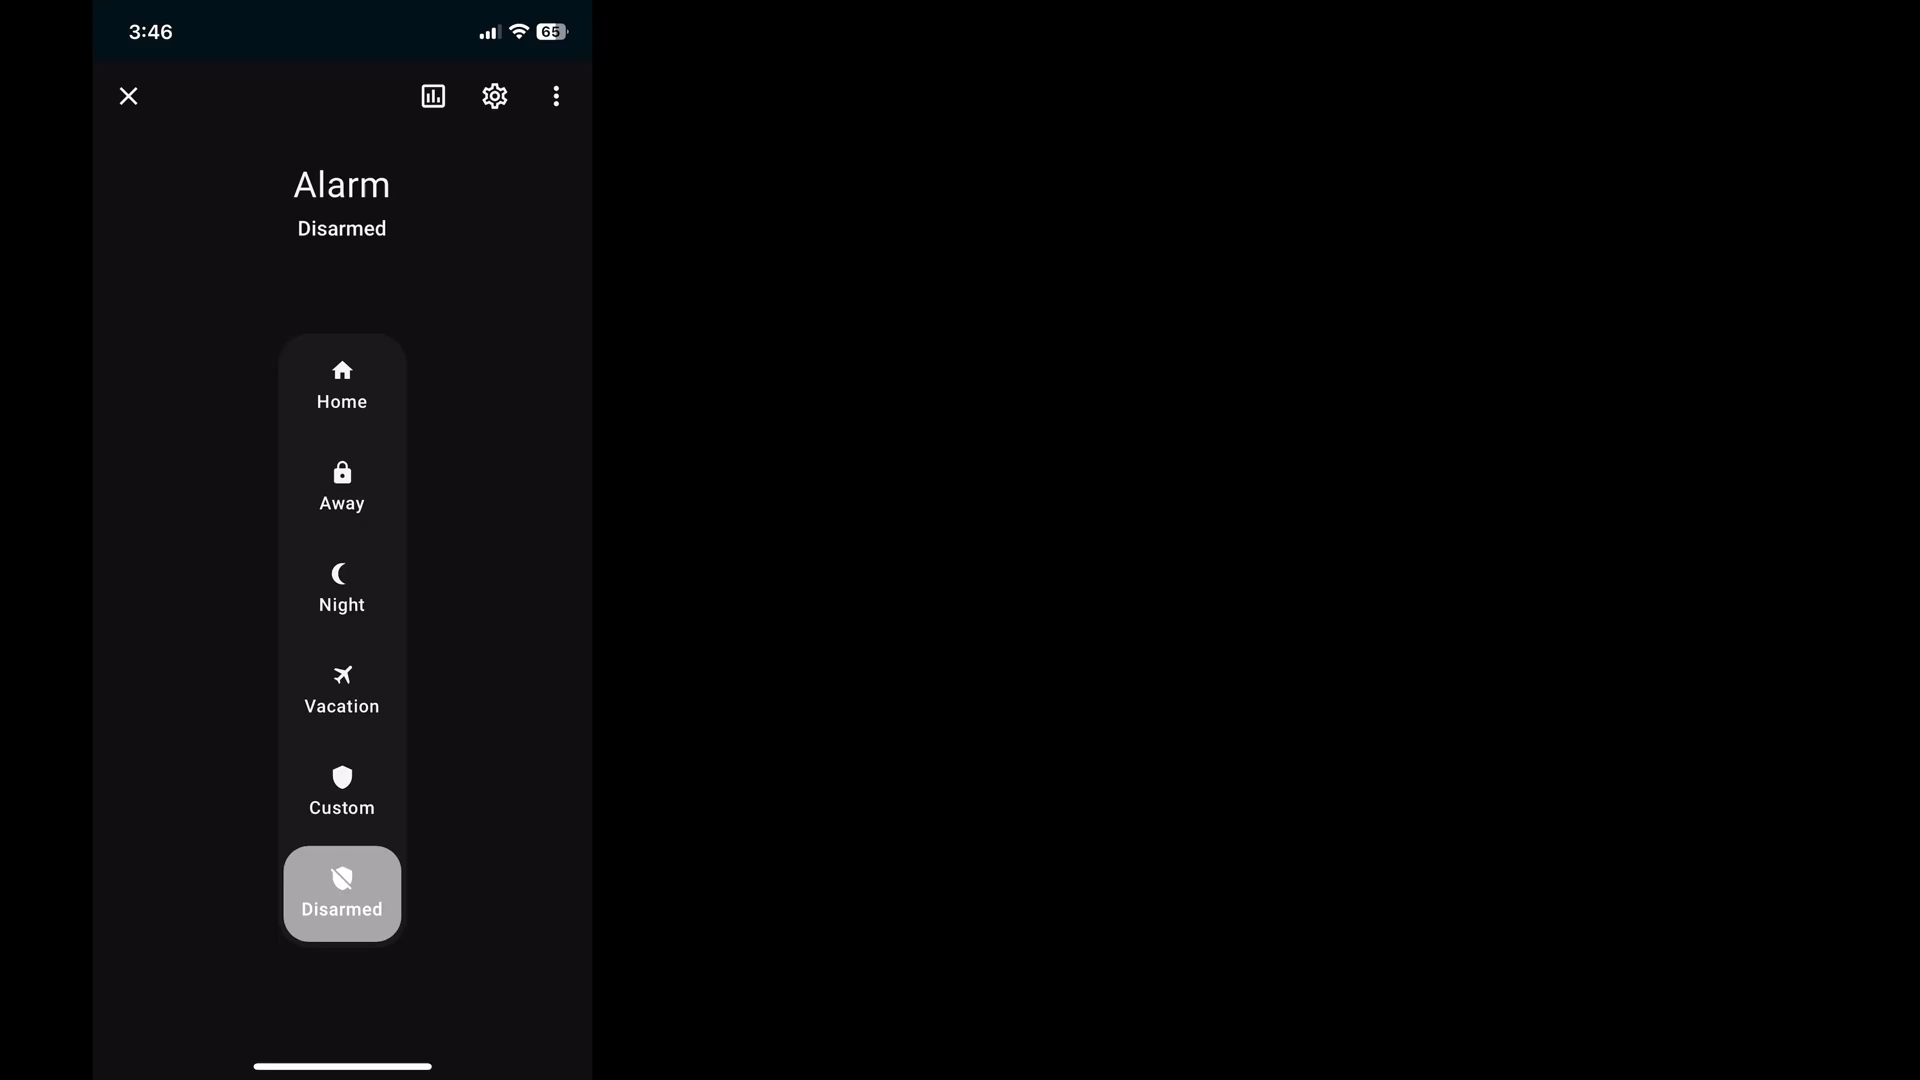 3:46
65
Alarm
Disarmed
Home
Away
Night
Vacation
Custom
Disarmed